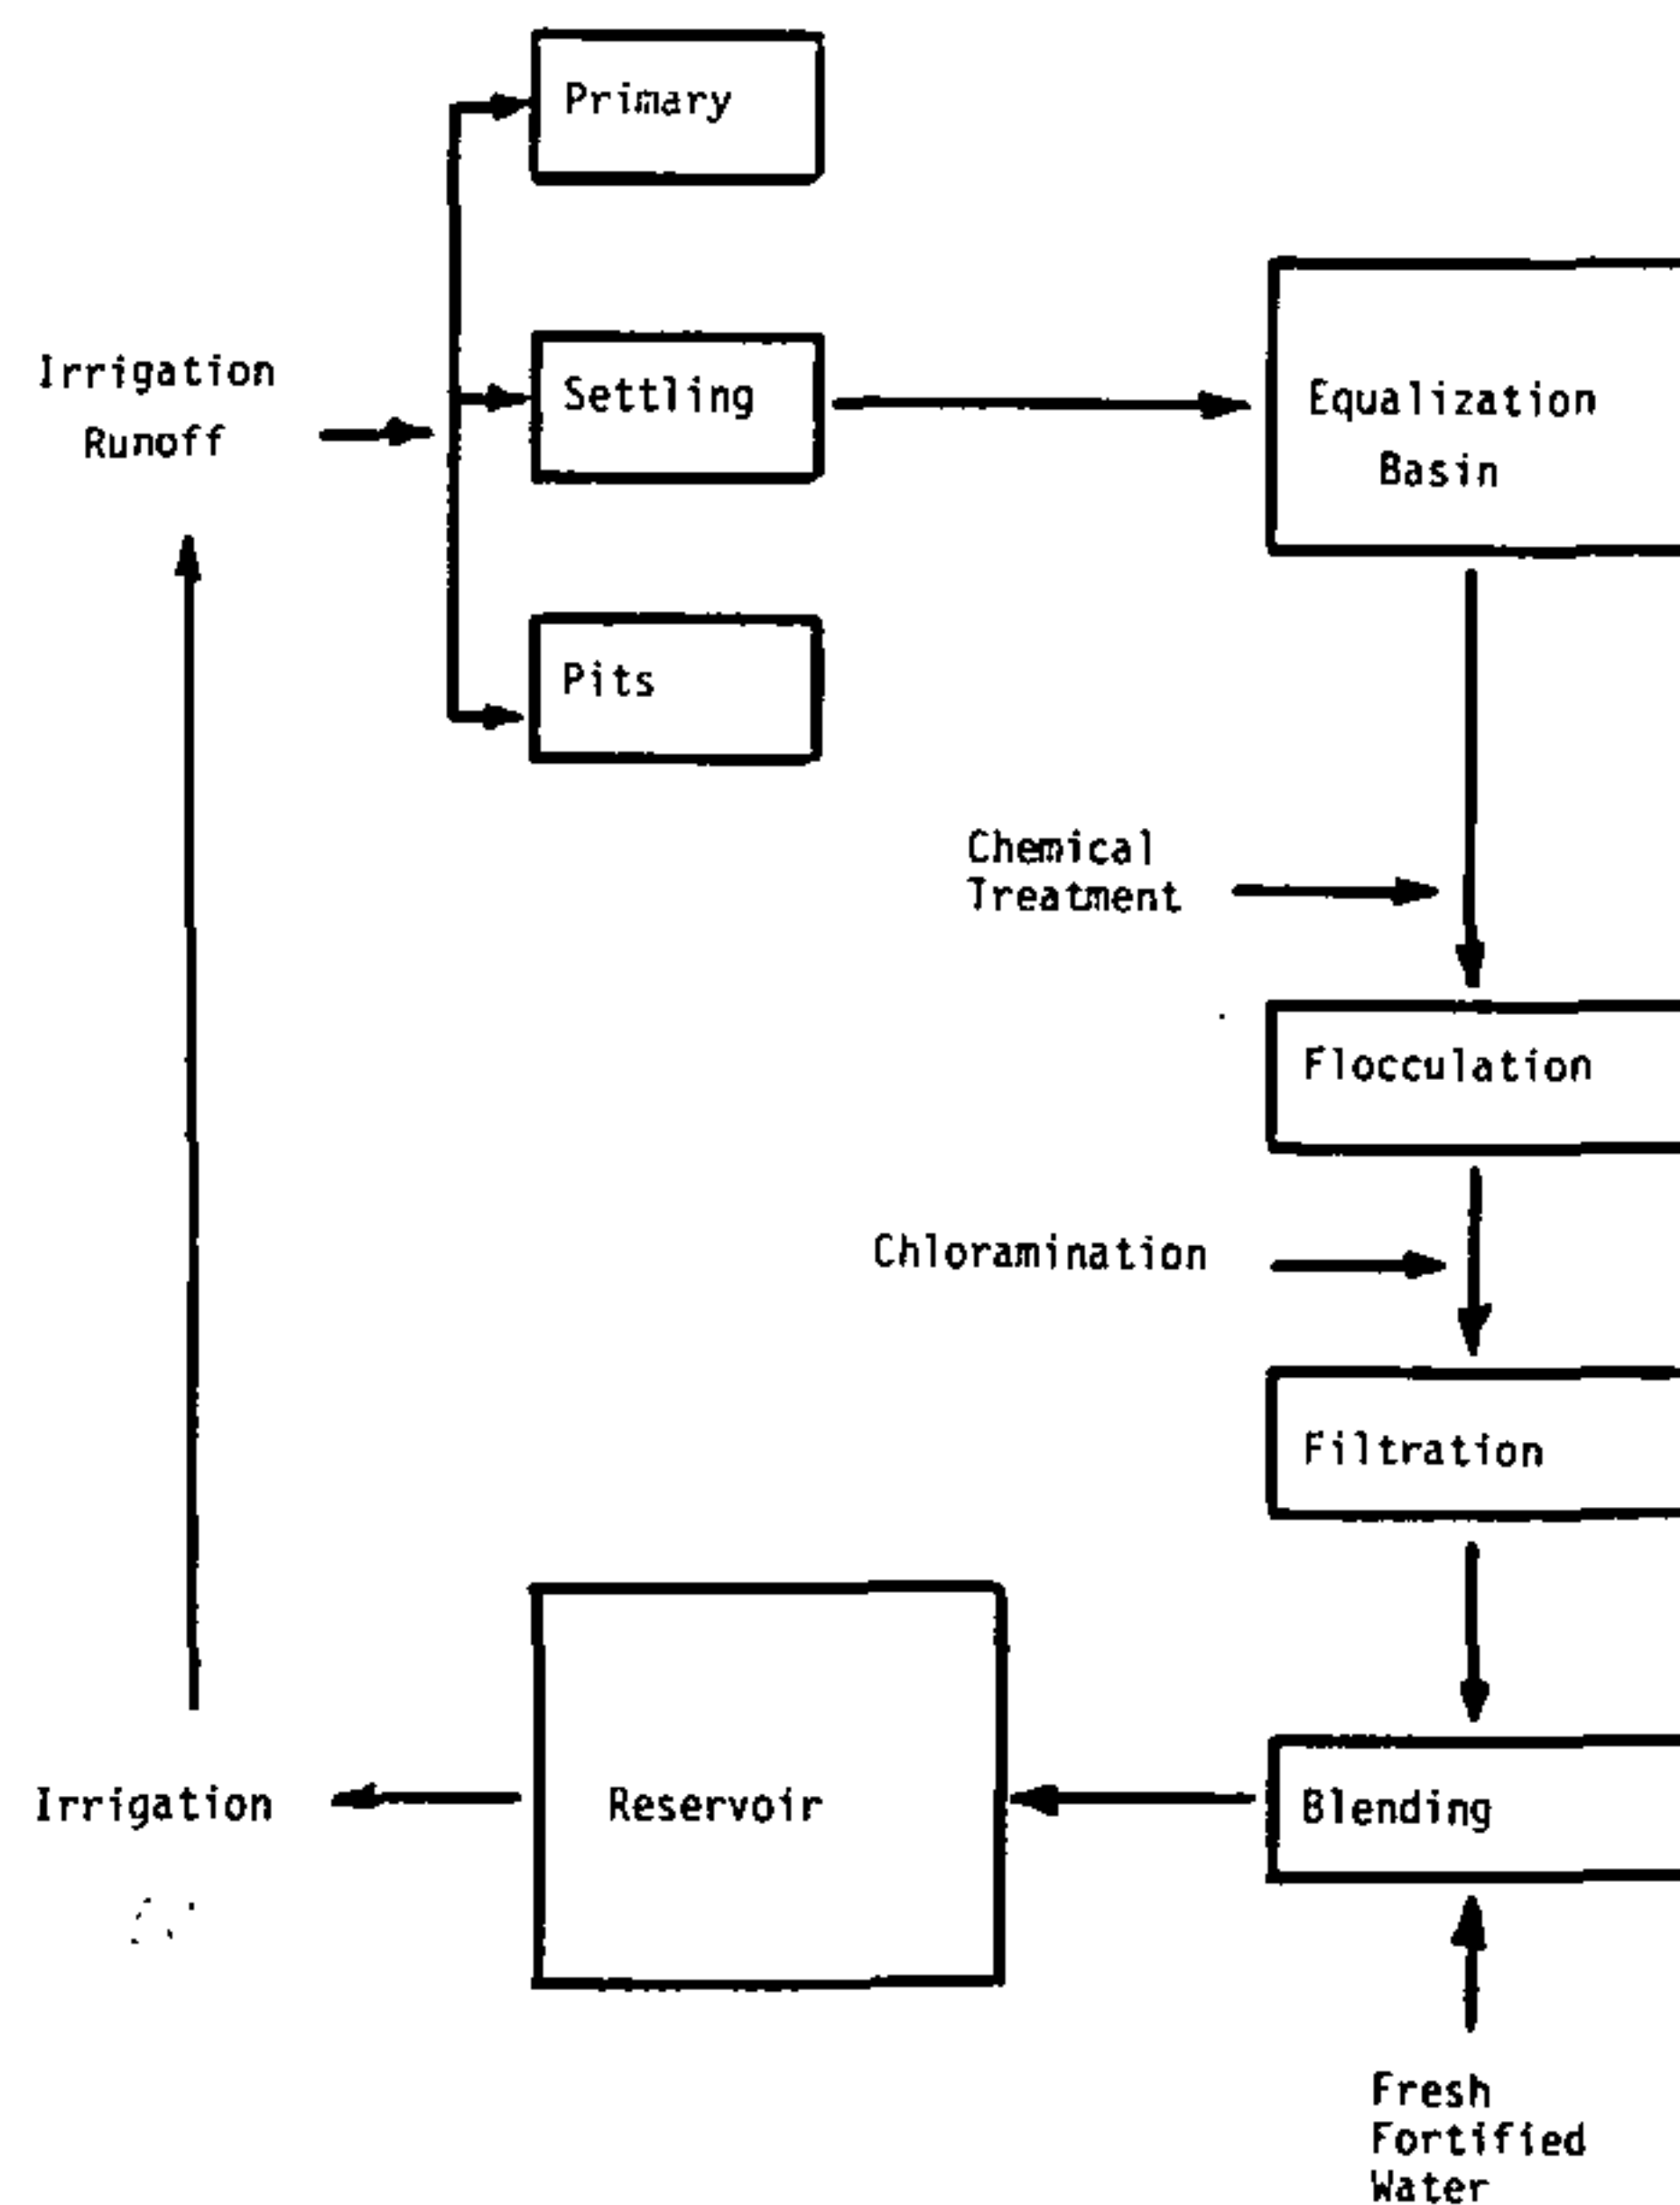 Primary
Irrigation
Runoff
Settling
Equalization
Basin
Pits
Chemical
Treatment
Flocculation
Chloramination
Filtration
Irrigation
Reservoir
Blending
Fresh
Fortified
Water